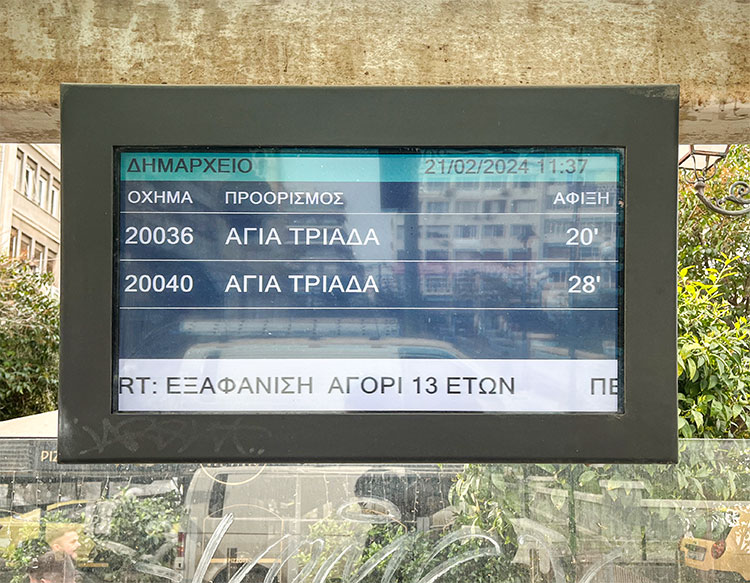 ΔΗΜΑΡΧΕΙΟ 21/02/2024 11:37
ΟΧΗΜΑ ΠΡΟΟΡΙΣΜΟΣ ΑΦΙΞΗ
20036 ΑΓΙΑ ΤΡΙΑΔΑ 20'
20040 ΑΓΙΑ ΤΡΙΑΔΑ 28'
RT: ΕΞΑΦΑΝΙΣΗ ΑΓΟΡΙ 13 ΕΤΩΝ ΠΕ